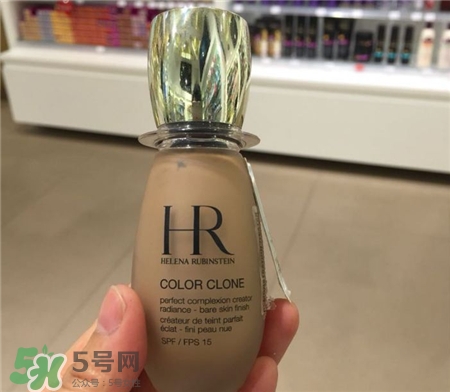 HR
HELENA RUBINSTEIN
COLOR CLONE
perfect complexion creator
radiance - bare skin finish
créateur de teint parfait
éclat - fini peau nue
SPF / FPS 15
5K 5号网